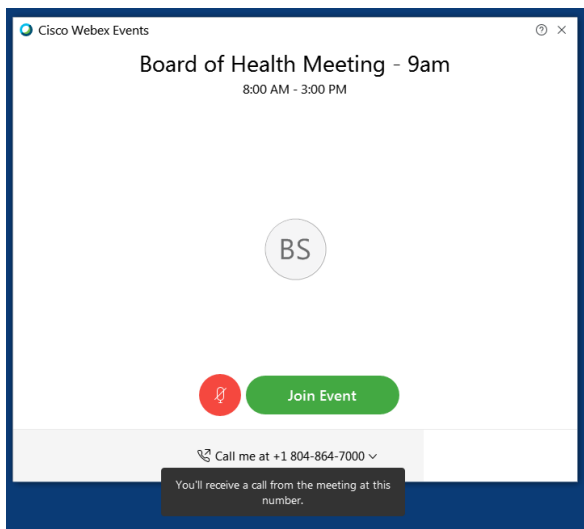 Cisco Webex Events
Board of Health Meeting - 9am
8:00 AM - 3:00 PM
BS
Join Event
Call me at +1 804-864-7000
You'll receive a call from the meeting at this
number.